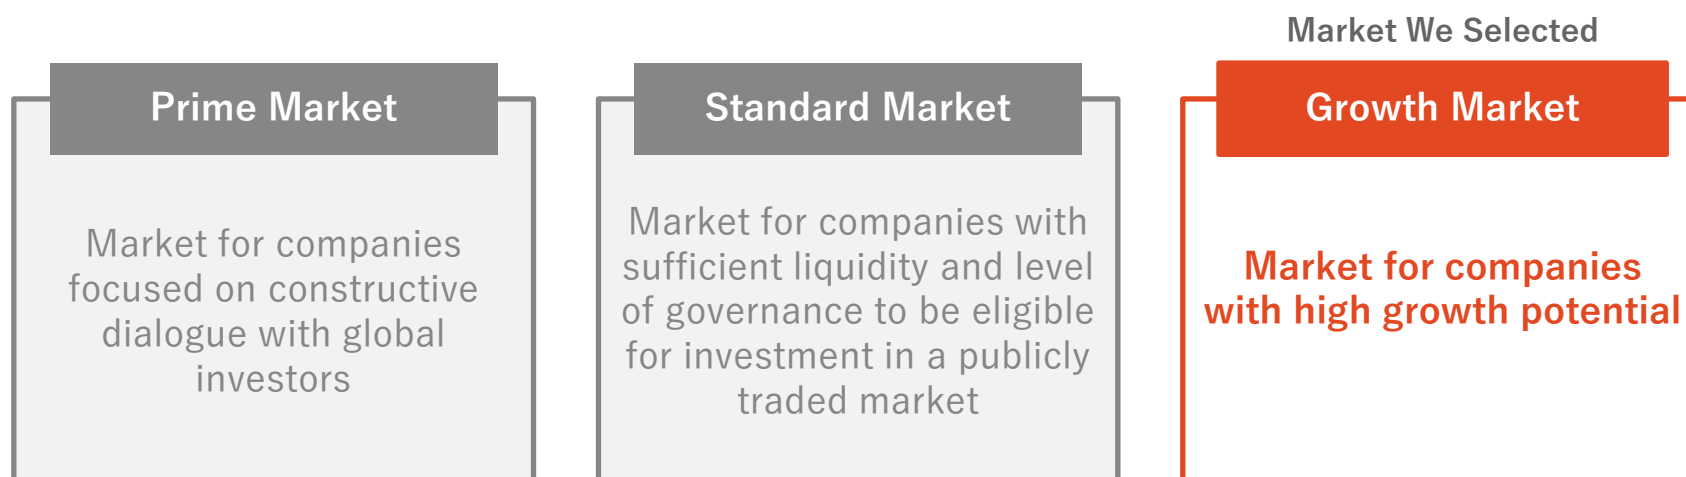 Market We Selected
Prime Market
Market for companies
focused on constructive
dialogue with global
investors
Standard Market
Market for companies with
sufficient liquidity and level
of governance to be eligible
for investment in a publicly
traded market
Growth Market
Market for companies
with high growth potential